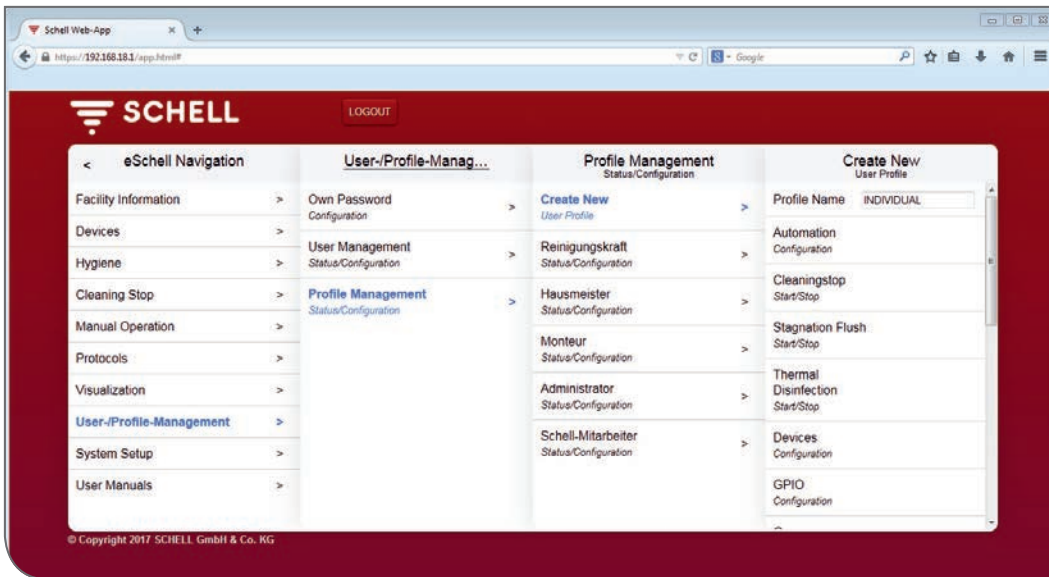 Schell Web-App
https://192.168.18.1/app.html#
Google
SCHELL
LOGOUT
< eSchell Navigation
Facility Information >
Devices >
Hygiene >
Cleaning Stop >
Manual Operation >
Protocols >
Visualization >
User-/Profile-Management >
System Setup >
User Manuals >
User-/Profile-Manag...
Own Password >
Configuration
User Management >
Status/Configuration
Profile Management >
Status/Configuration
Profile Management
Status/Configuration
Create New >
User Profile
Reinigungskraft >
Status/Configuration
Hausmeister >
Status/Configuration
Monteur >
Status/Configuration
Administrator >
Status/Configuration
Schell-Mitarbeiter >
Status/Configuration
Create New
User Profile
Profile Name INDIVIDUAL
Automation
Configuration
Cleaningstop
Start/Stop
Stagnation Flush
Start/Stop
Thermal
Disinfection
Start/Stop
Devices
Configuration
GPIO
Configuration
© Copyright 2017 SCHELL GmbH & Co. KG